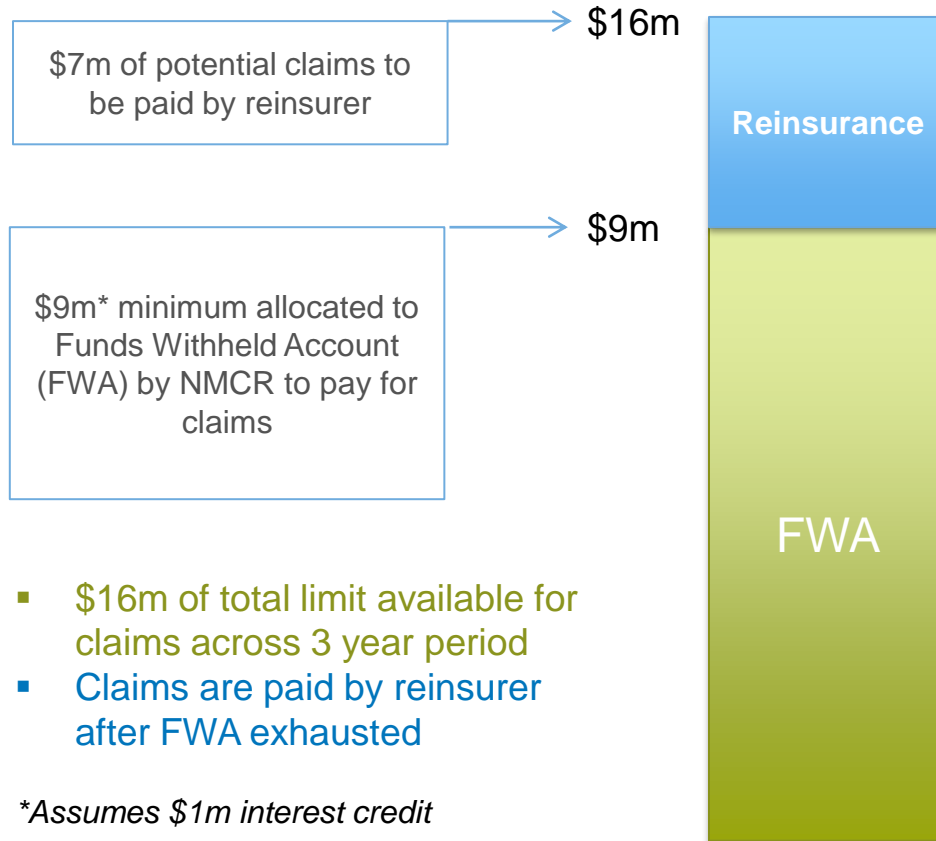 $7m of potential claims to
be paid by reinsurer
$16m
Reinsurance
$9m
$9m* minimum allocated to
Funds Withheld Account
(FWA) by NMCR to pay for
claims
FWA
▪ $16m of total limit available for
claims across 3 year period
▪ Claims are paid by reinsurer
after FWA exhausted
*Assumes $1m interest credit